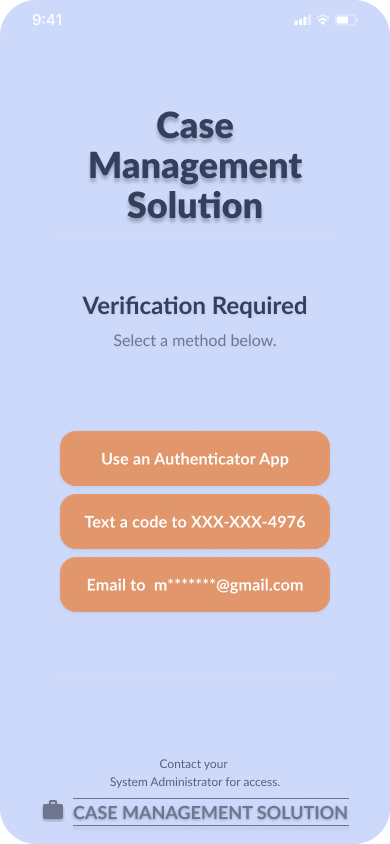 9:41
Case
Management
Solution
Verification Required
Select a method below.
Use an Authenticator App
Text a code to XXX-XXX-4976
Email to  m*******@gmail.com
Contact your
System Administrator for access.
CASE MANAGEMENT SOLUTION